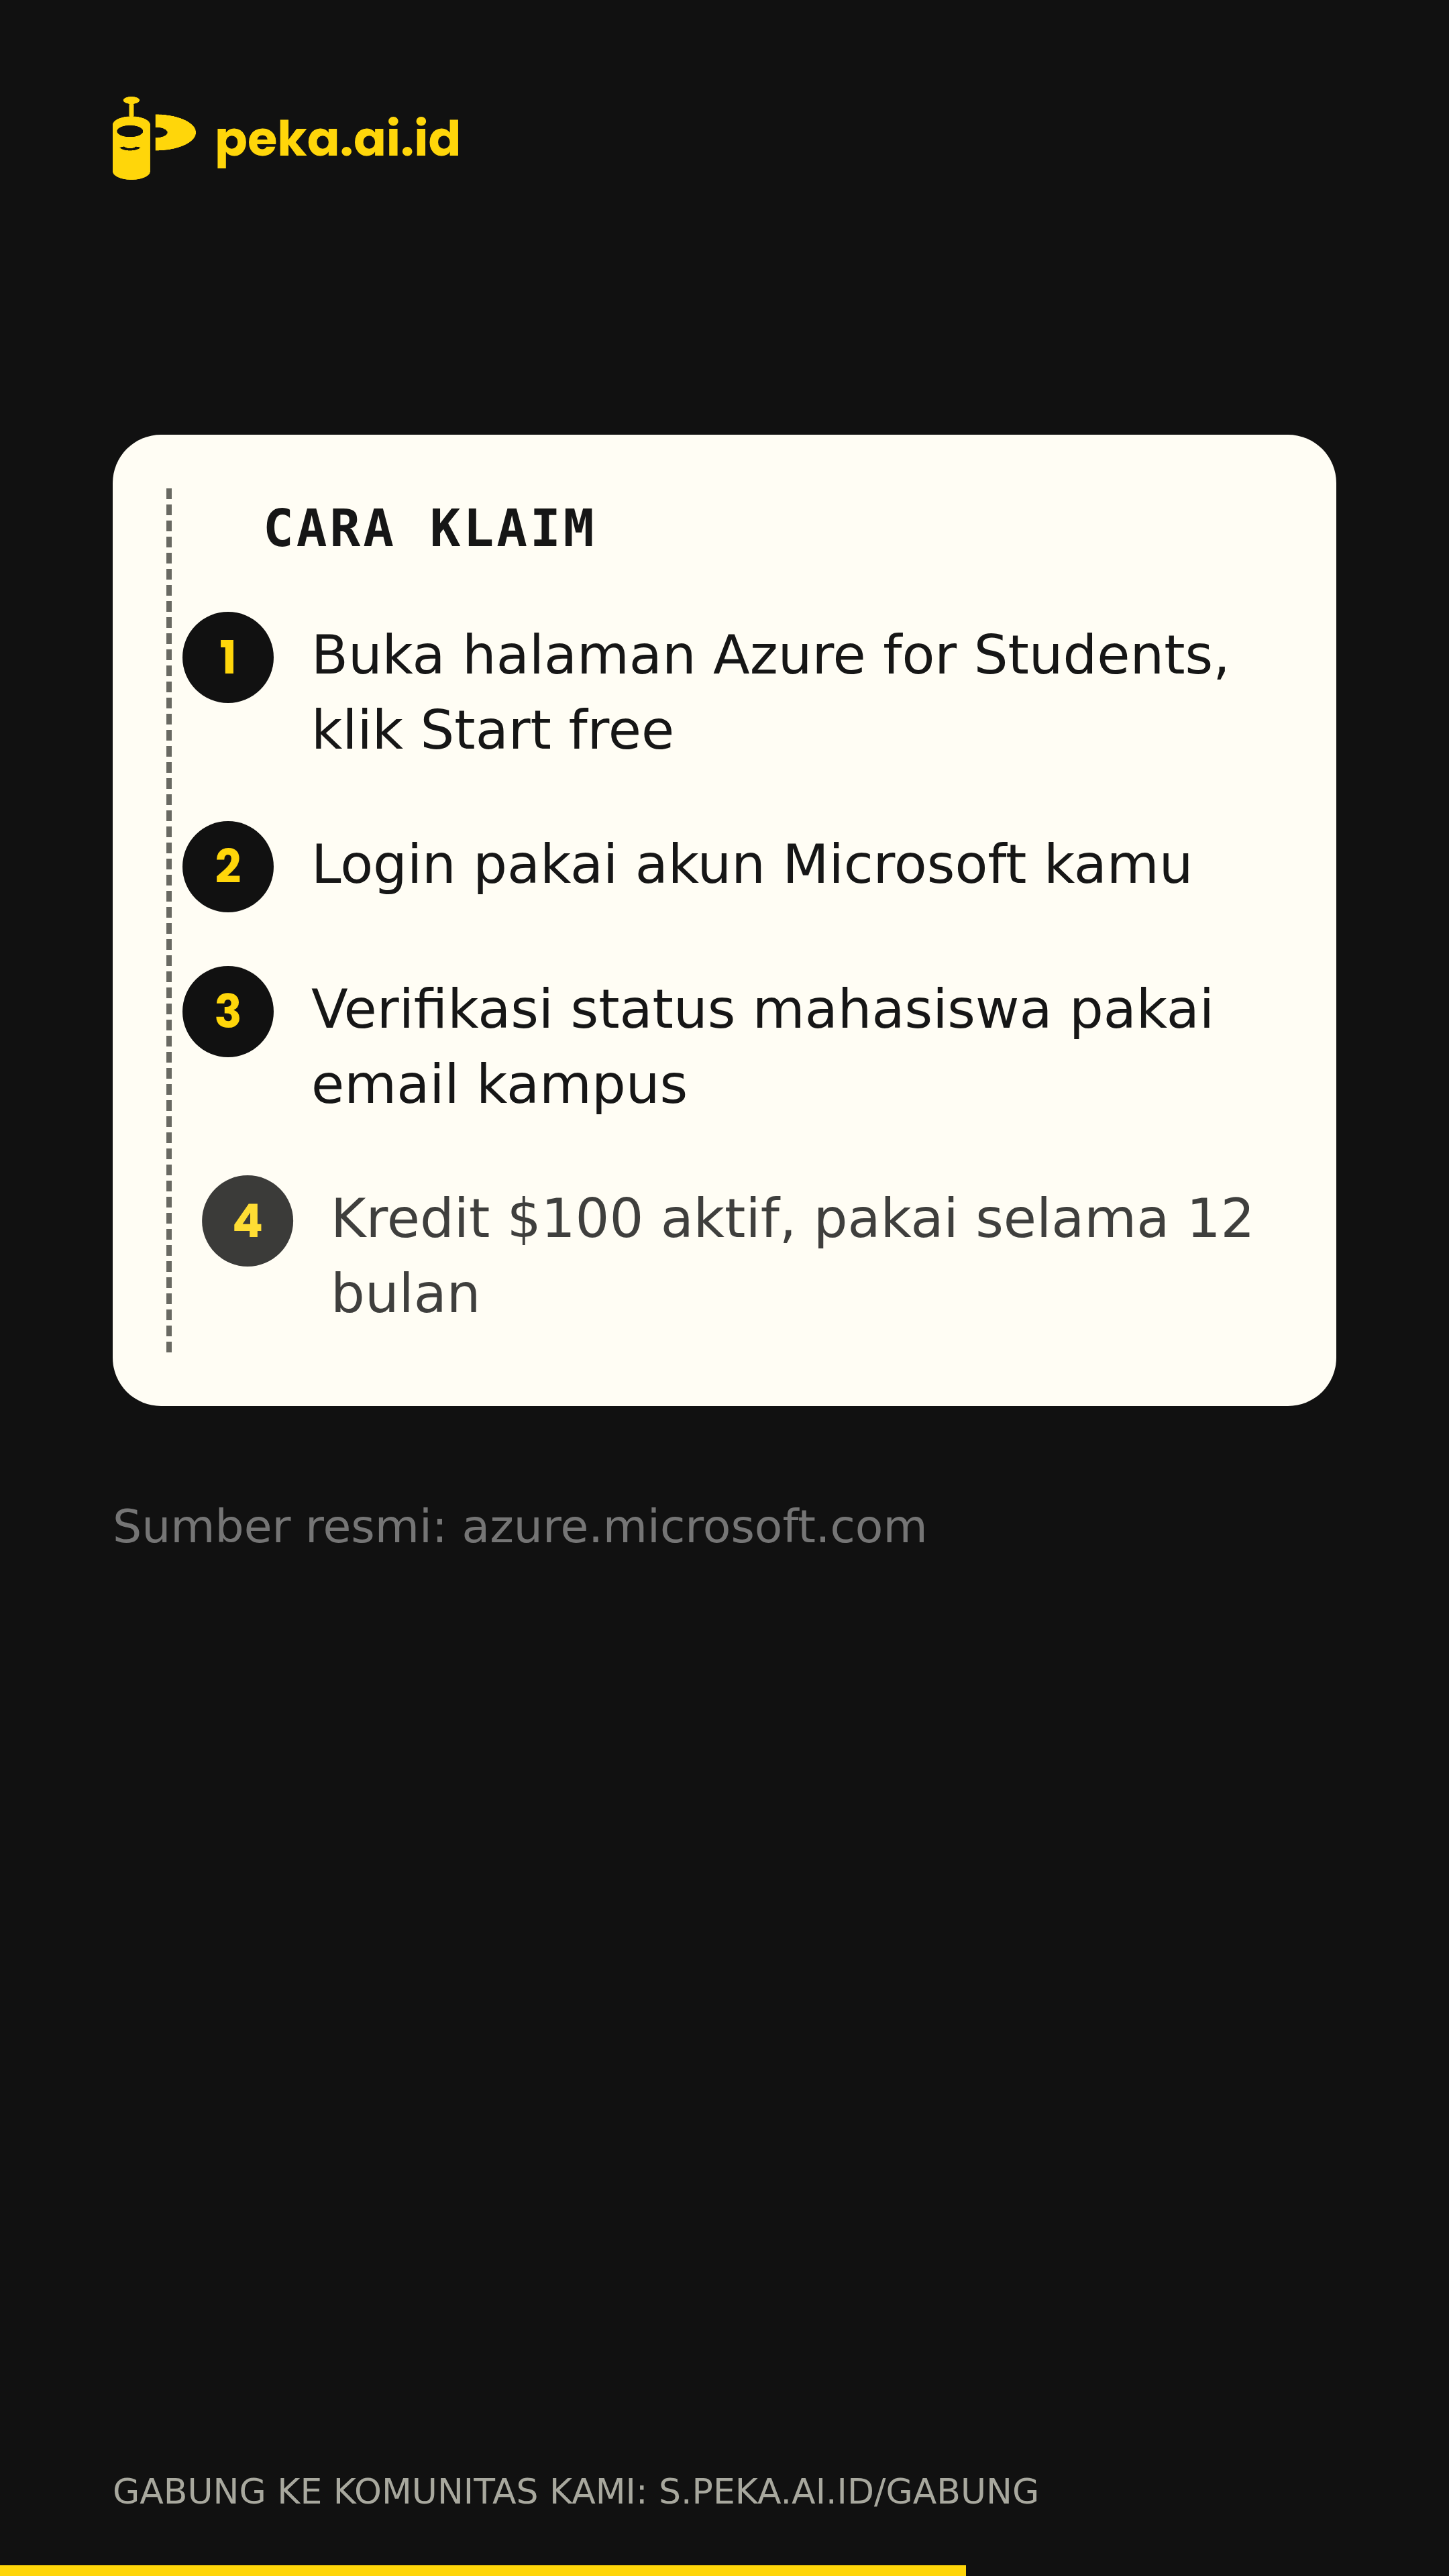 peka.ai.id
CARA KLAIM
1 Buka halaman Azure for Students,
klik Start free
2 Login pakai akun Microsoft kamu
3 Verifikasi status mahasiswa pakai
email kampus
4 Kredit $100 aktif, pakai selama 12
bulan
Sumber resmi: azure.microsoft.com
GABUNG KE KOMUNITAS KAMI: S.PEKA.AI.ID/GABUNG